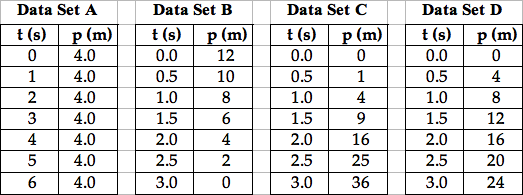 Data Set A Data Set B Data Set C Data Set D
t (s) p (m) t (s) p (m) t (s) p (m) t (s) p (m)
0 4.0 0.0 12 0.0 0 0.0 0
1 4.0 0.5 10 0.5 1 0.5 4
2 4.0 1.0 8 1.0 4 1.0 8
3 4.0 1.5 6 1.5 9 1.5 12
4 4.0 2.0 4 2.0 16 2.0 16
5 4.0 2.5 2 2.5 25 2.5 20
6 4.0 3.0 0 3.0 36 3.0 24